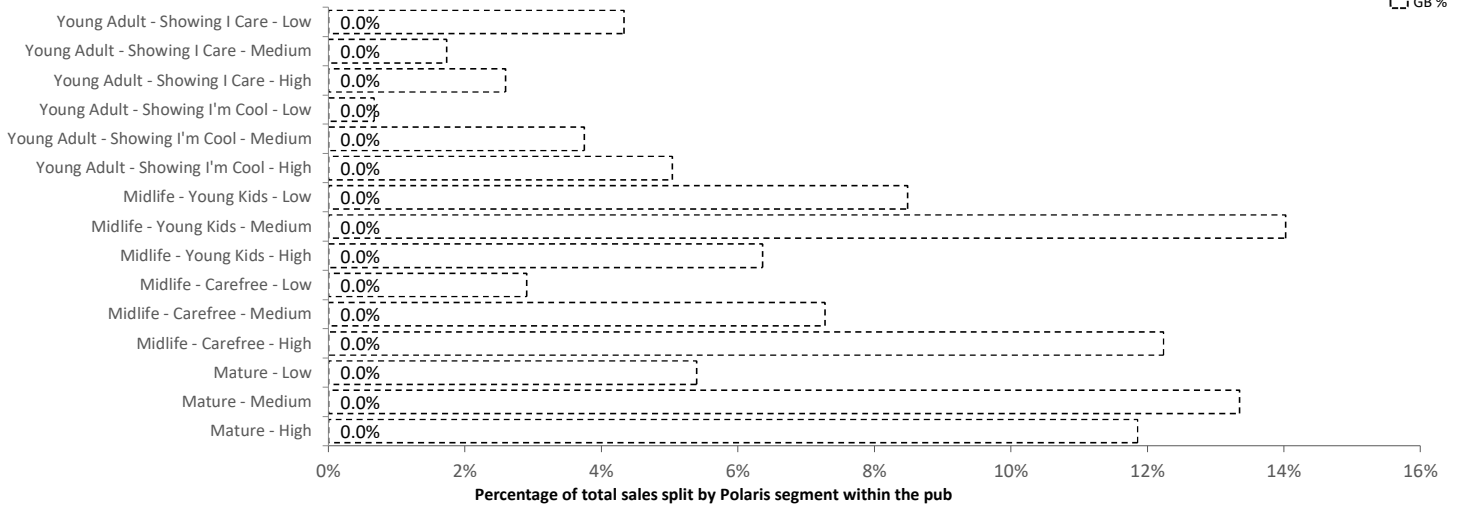 GB %
Young Adult - Showing I Care - Low 0.0%
Young Adult - Showing I Care - Medium 0.0%
Young Adult - Showing I Care - High 0.0%
Young Adult - Showing I'm Cool - Low 0.0%
Young Adult - Showing I'm Cool - Medium 0.0%
Young Adult - Showing I'm Cool - High 0.0%
Midlife - Young Kids - Low 0.0%
Midlife - Young Kids - Medium 0.0%
Midlife - Young Kids - High 0.0%
Midlife - Carefree - Low 0.0%
Midlife - Carefree - Medium 0.0%
Midlife - Carefree - High 0.0%
Mature - Low 0.0%
Mature - Medium 0.0%
Mature - High 0.0%
0% 2% 4% 6% 8% 10% 12% 14% 16%
Percentage of total sales split by Polaris segment within the pub